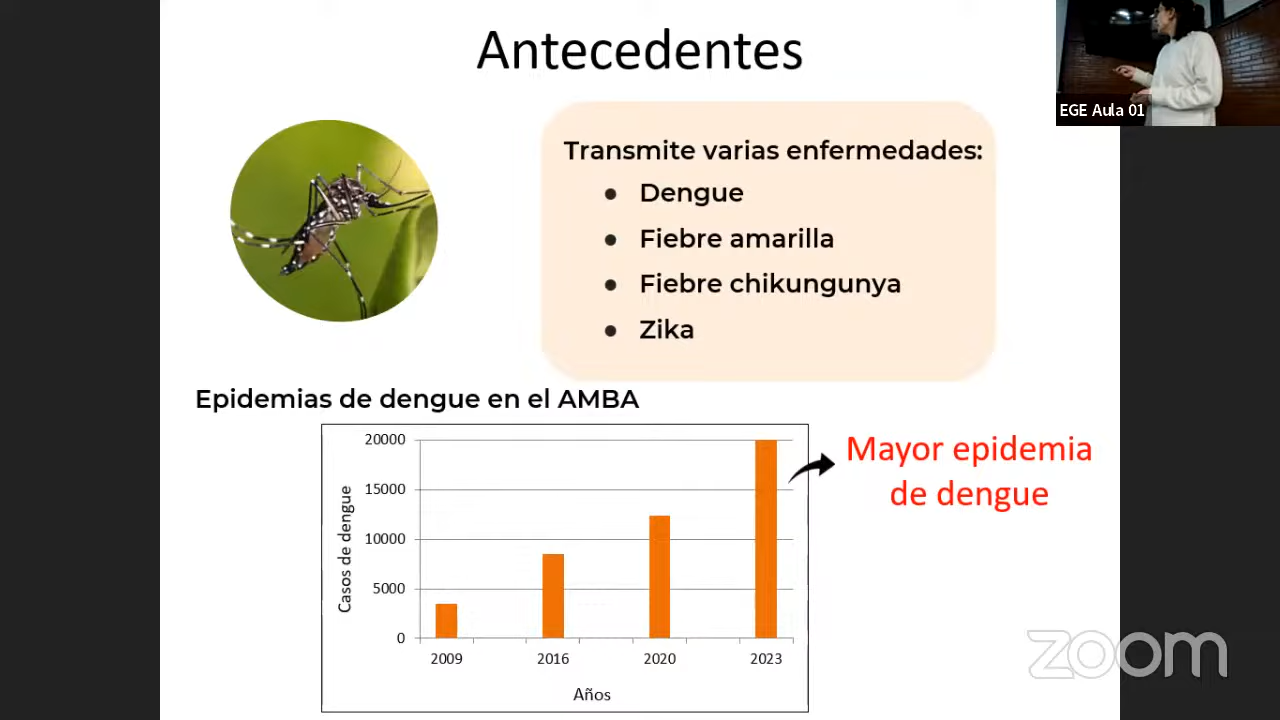 Antecedentes
EGE Aula 01
Transmite varias enfermedades:
● Dengue
● Fiebre amarilla
● Fiebre chikungunya
● Zika
Epidemias de dengue en el AMBA
Casos de dengue
20000
15000
10000
5000
0
2009 2016 2020 2023
Años
Mayor epidemia
de dengue
zoom